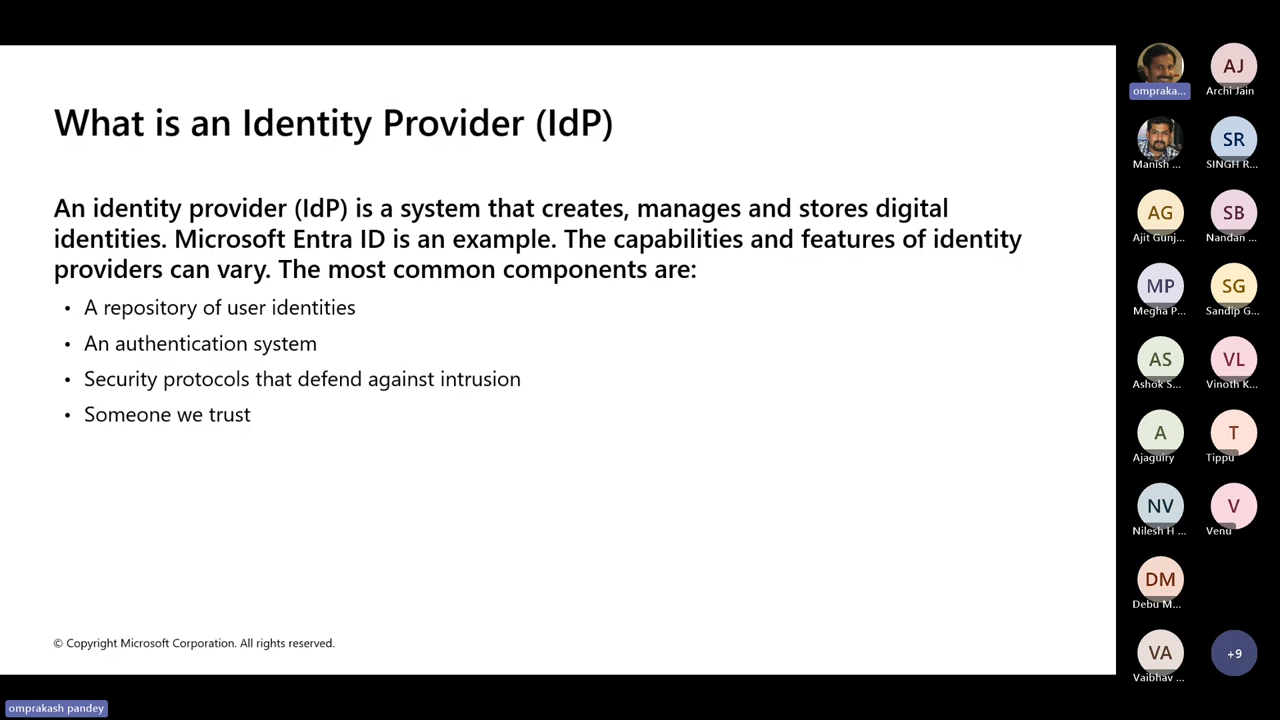 What is an Identity Provider (IdP)
An identity provider (IdP) is a system that creates, manages and stores digital
identities. Microsoft Entra ID is an example. The capabilities and features of identity
providers can vary. The most common components are:
• A repository of user identities
• An authentication system
• Security protocols that defend against intrusion
• Someone we trust
© Copyright Microsoft Corporation. All rights reserved.
omprakash pandey
ompraka...
AJ
Archi Jain
Manish ...
SR
SINGH R...
AG
Ajit Gunj...
SB
Nandan ...
MP
Megha P...
SG
Sandip G...
AS
Ashok S...
VL
Vinoth K...
A
Ajaguiry
T
Tippu
NV
Nilesh H ...
V
Venu
DM
Debu M...
VA
Vaibhav ...
+9